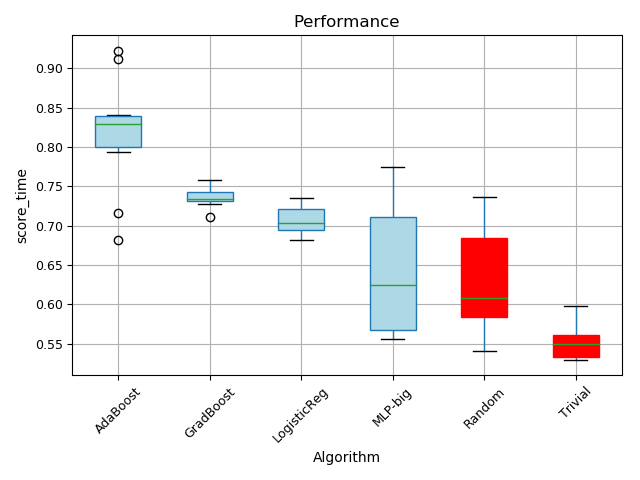 Performance
score_time
0.90
0.85
0.80
0.75
0.70
0.65
0.60
0.55
AdaBoost
GradBoost
LogisticReg
MLP-big
Random
Trivial
Algorithm